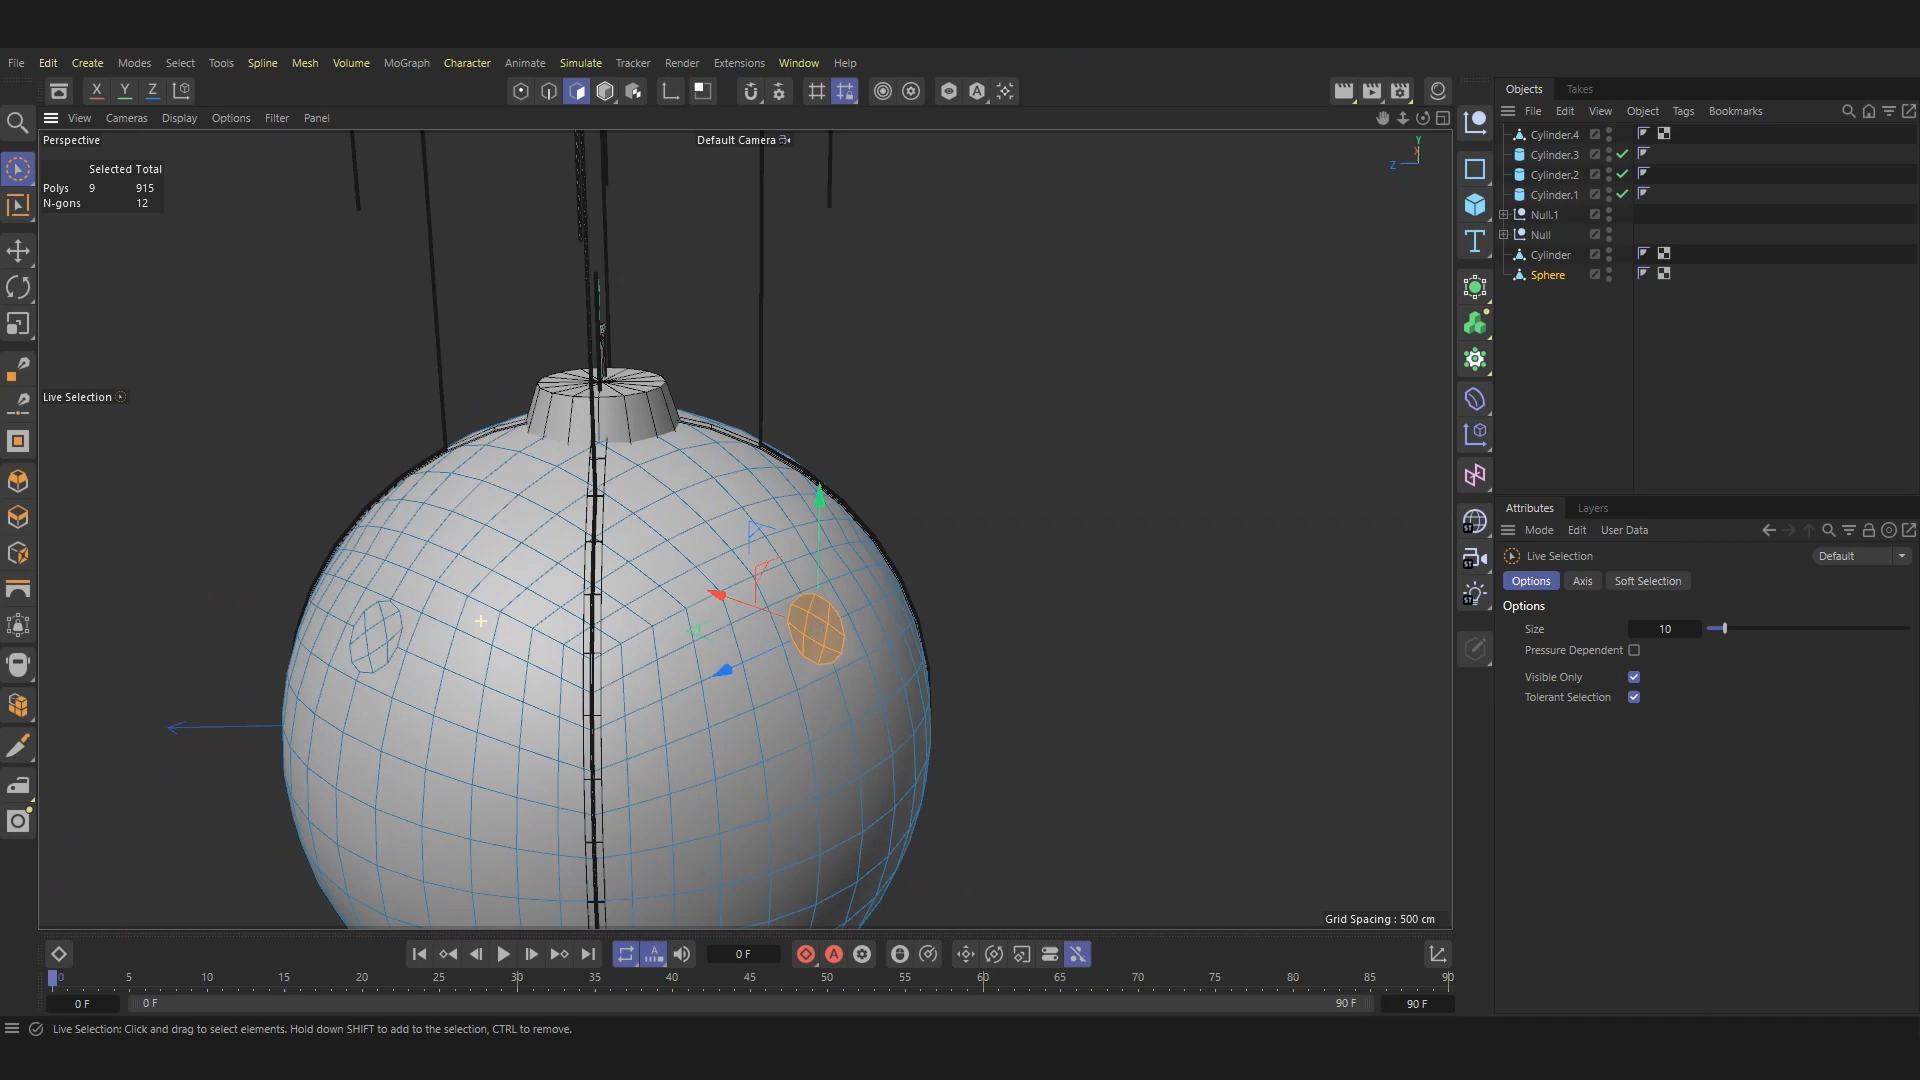 File Edit Create Modes Select Tools Spline Mesh Volume MoGraph Character Animate Simulate Tracker Render Extensions Window Help
X Y Z
View Cameras Display Options Filter Panel
Perspective
Default Camera
Selected Total
Polys 9 915
N-gons 12
Live Selection
Y
X
Z
Grid Spacing : 500 cm
Objects Takes
File Edit View Object Tags Bookmarks
Cylinder.4
Cylinder.3
Cylinder.2
Cylinder.1
Null.1
Null
Cylinder
Sphere
Attributes Layers
Mode Edit User Data
Live Selection
Default
Options Axis Soft Selection
Options
Size 10
Pressure Dependent
Visible Only
Tolerant Selection
ST
ST
ST
0 F
0 5 10 15 20 25 30 35 40 45 50 55 60 65 70 75 80 85 90
0 F 0 F 90 F 90 F
Live Selection: Click and drag to select elements. Hold down SHIFT to add to the selection, CTRL to remove.